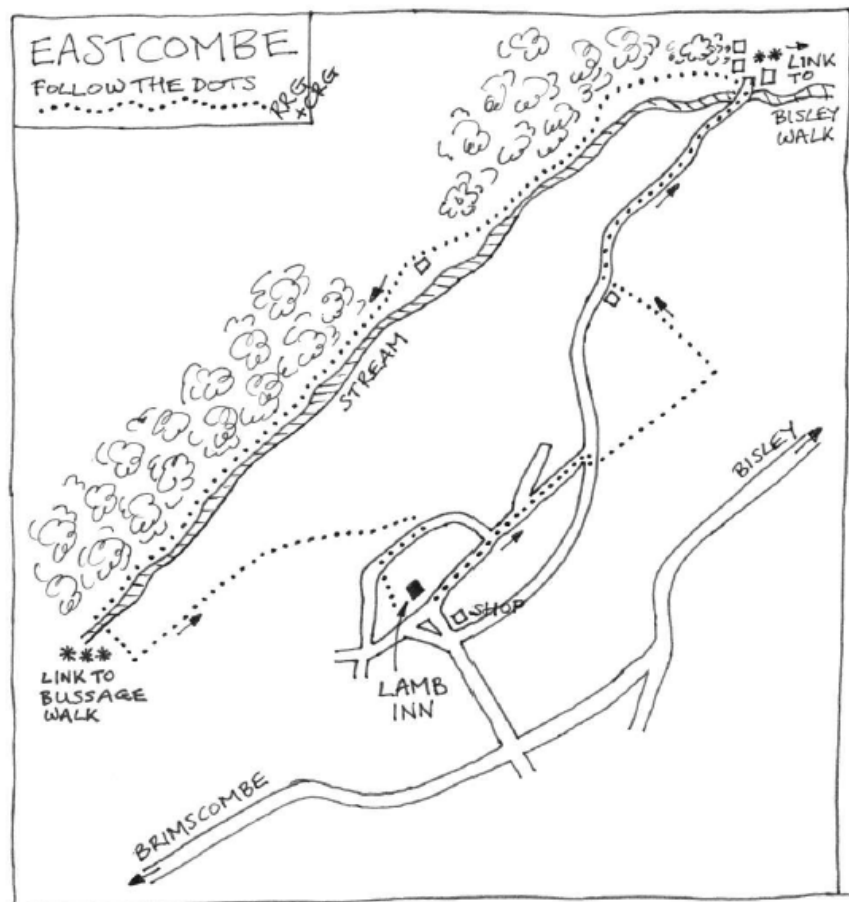 EASTCOMBE
FOLLOW THE DOTS
RRG
+CRG
** LINK
TO
BISLEY
WALK
STREAM
BISLEY
SHOP
LAMB
INN
***
LINK TO
BUSSAGE
WALK
BRIMSCOMBE